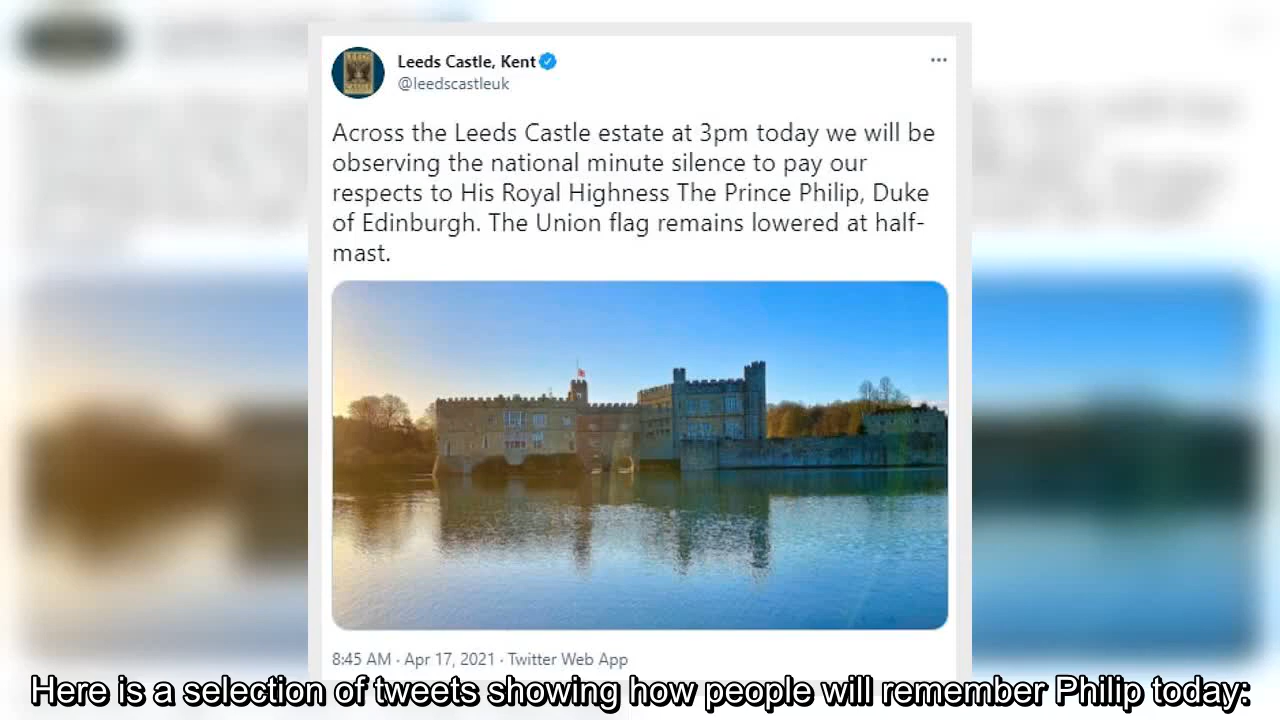 Leeds Castle, Kent
@leedscastleuk
Across the Leeds Castle estate at 3pm today we will be
observing the national minute silence to pay our
respects to His Royal Highness The Prince Philip, Duke
of Edinburgh. The Union flag remains lowered at half-
mast.
8:45 AM · Apr 17, 2021 · Twitter Web App
Here is a selection of tweets showing how people will remember Philip today: